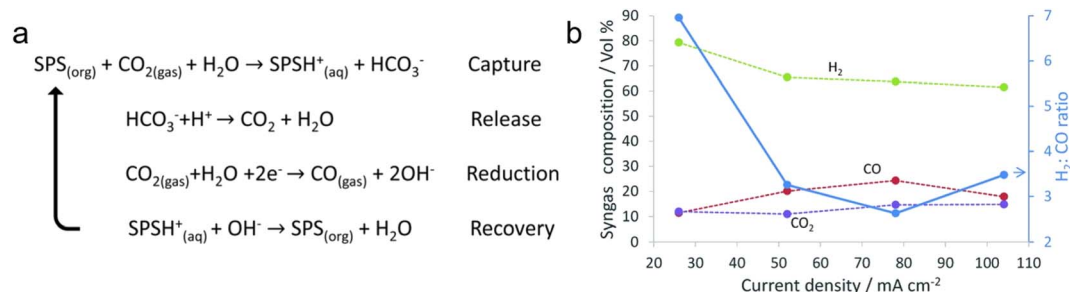 a
SPS(org) + CO2(gas) + H2O → SPSH+(aq) + HCO3- Capture
HCO3-+H+ → CO2 + H2O Release
CO2(gas)+H2O +2e- → CO(gas) + 2OH- Reduction
SPSH+(aq) + OH- → SPS(org) + H2O Recovery
b
Syngas composition / Vol %
90
80
70
60
50
40
30
20
10
0
H2
CO
CO2
7
6
5
4
3
2
H2: CO ratio
20 30 40 50 60 70 80 90 100 110
Current density / mA cm-2